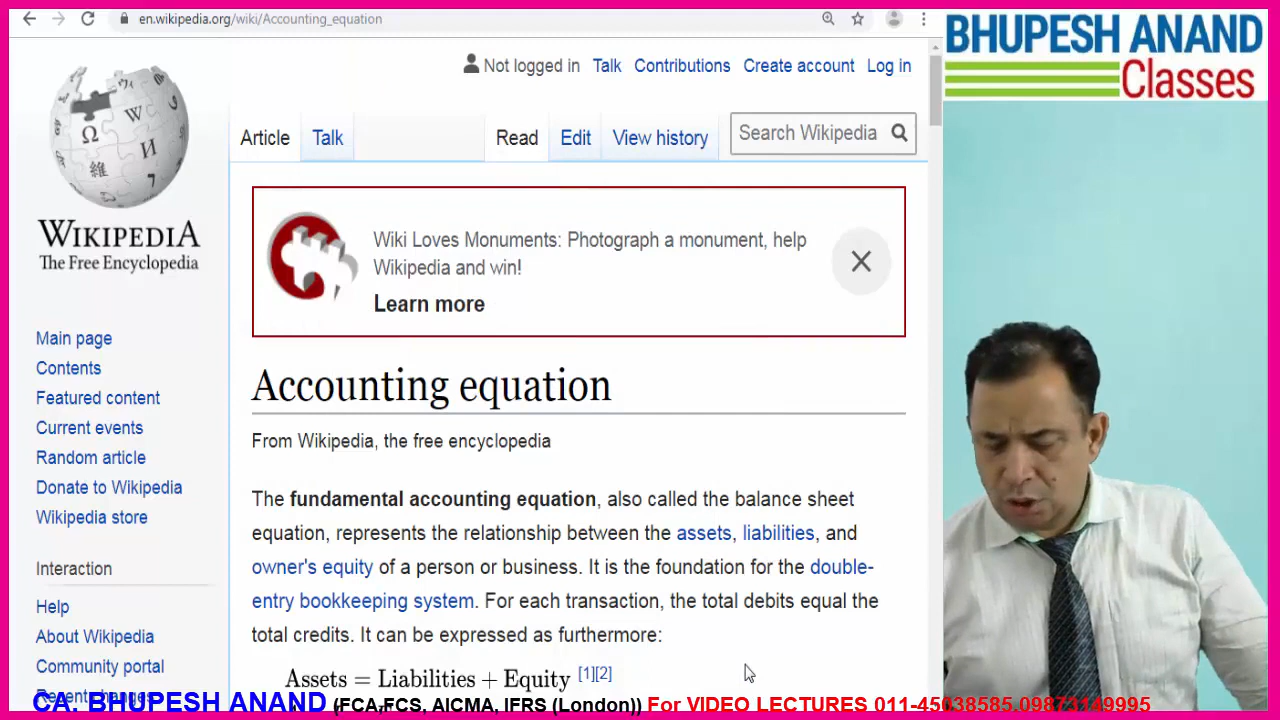 en.wikipedia.org/wiki/Accounting_equation
BHUPESH ANAND
Classes
Not logged in Talk Contributions Create account Log in
Article Talk Read Edit View history Search Wikipedia
WIKIPEDIA
The Free Encyclopedia
Wiki Loves Monuments: Photograph a monument, help
Wikipedia and win!
Learn more
Main page
Contents
Featured content
Current events
Random article
Donate to Wikipedia
Wikipedia store
Interaction
Help
About Wikipedia
Community portal
Recent changes
Accounting equation
From Wikipedia, the free encyclopedia
The fundamental accounting equation, also called the balance sheet
equation, represents the relationship between the assets, liabilities, and
owner's equity of a person or business. It is the foundation for the double-
entry bookkeeping system. For each transaction, the total debits equal the
total credits. It can be expressed as furthermore:
Assets = Liabilities + Equity [1][2]
CA. BHUPESH ANAND (FCA,FCS, AICMA, IFRS (London)) For VIDEO LECTURES 011-45038585,09873149995